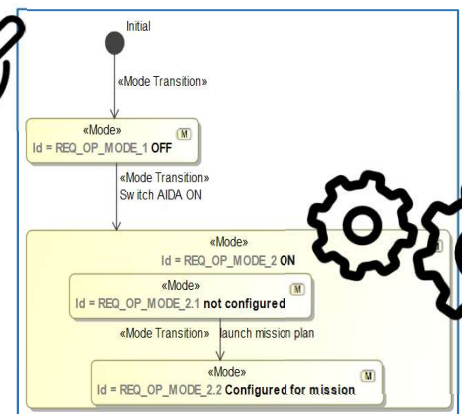 Initial
«Mode Transition»
«Mode»
M
Id = REQ_OP_MODE_1 OFF
«Mode Transition»
Switch AIDA ON
«Mode»
Id = REQ_OP_MODE_2 ON
«Mode»
M
Id = REQ_OP_MODE_2.1 not configured
«Mode Transition» launch mission plan
«Mode»
M
Id = REQ_OP_MODE_2.2 Configured for mission